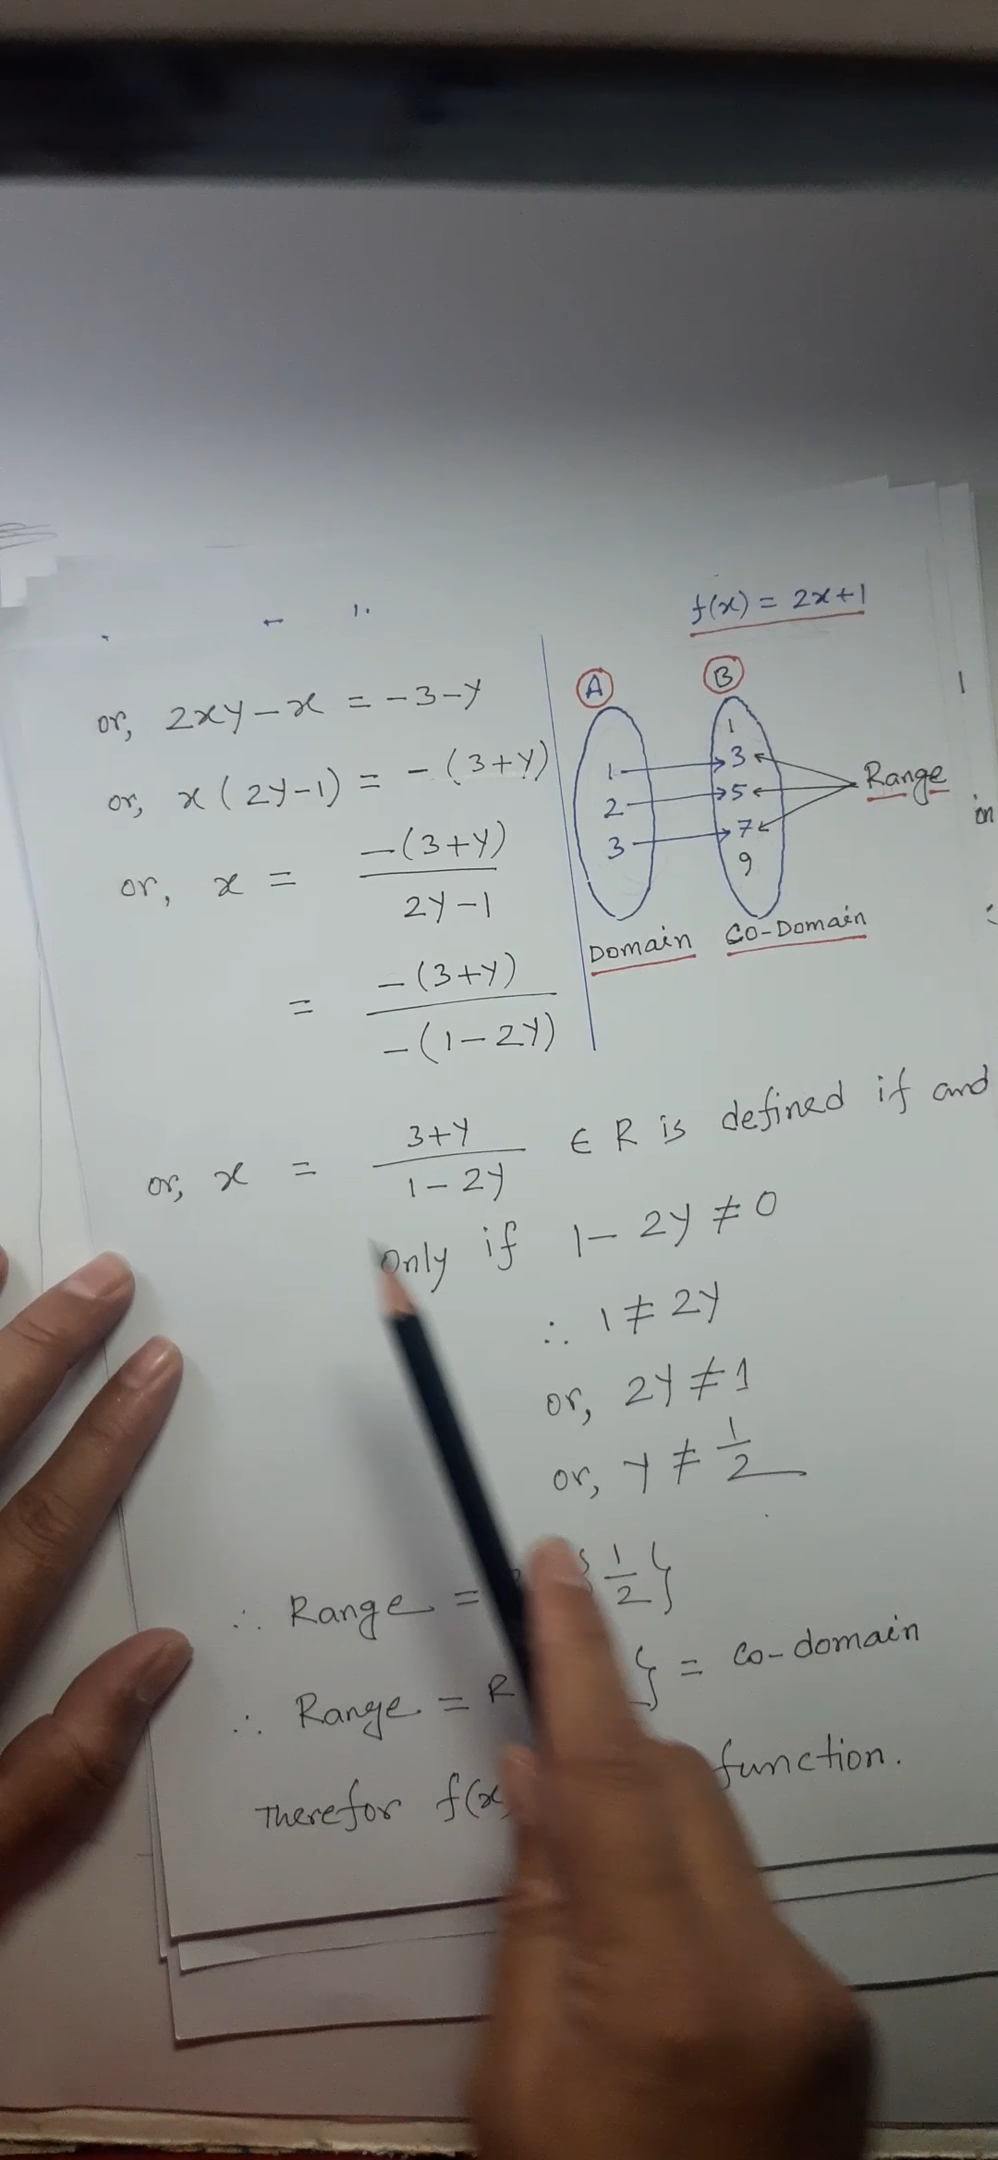 or, 2xy-x = -3-y
or, x(2y-1) = -(3+y)
or, x = -(3+y)
2y-1
= -(3+y)
-(1-2y)
f(x) = 2x+1
A B
1
1 3
2 5
3 7
9
Range
Domain Co-Domain
or, x = 3+y ∈ R is defined if and
1-2y
only if 1-2y ≠ 0
∴ 1 ≠ 2y
or, 2y ≠ 1
or, y ≠ 1/2
∴ Range = {1/2}
∴ Range = R } = Co-domain
Therefor f(x function.